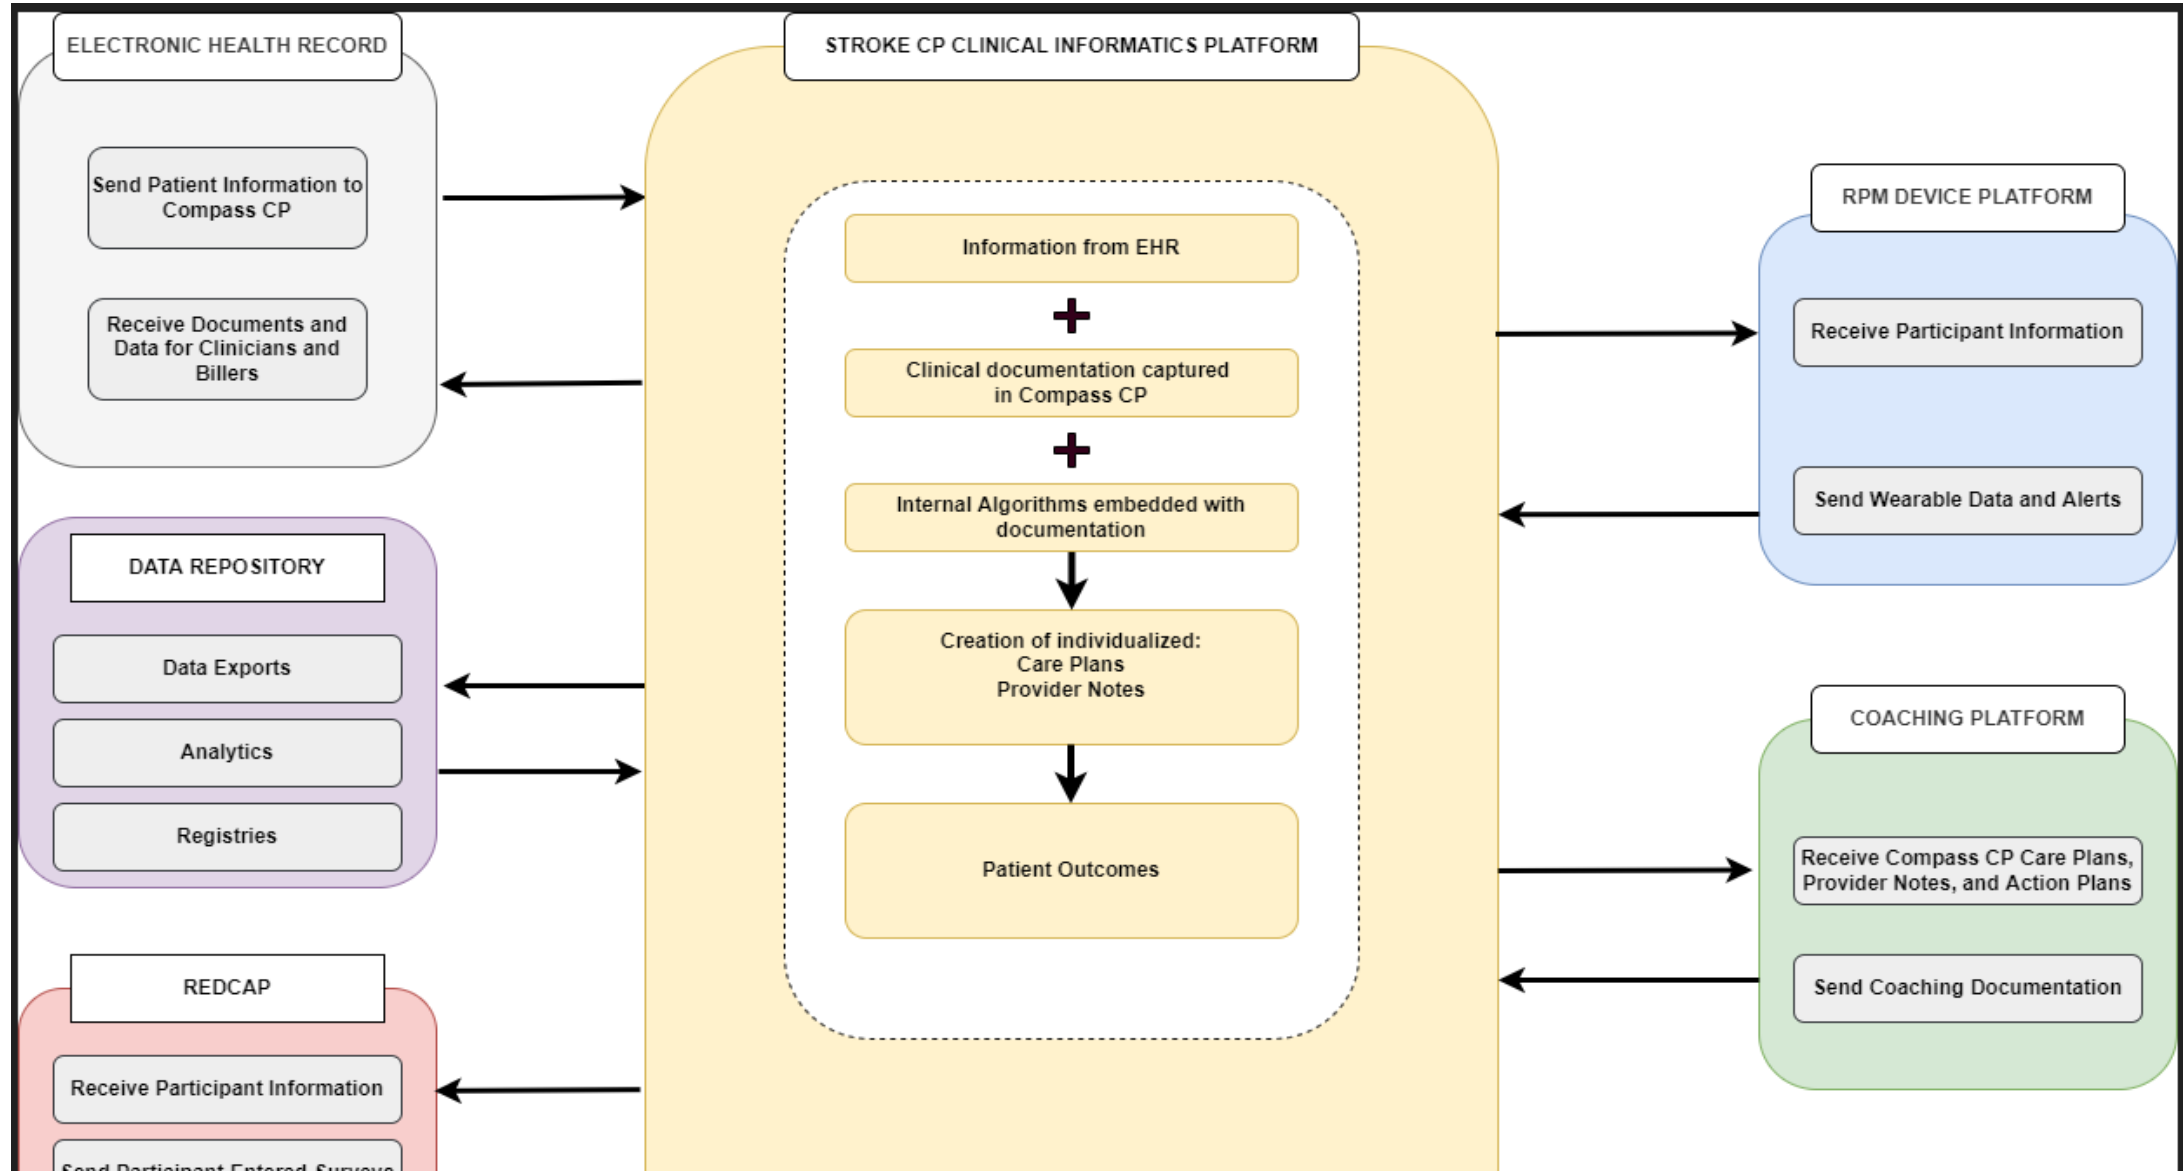 ELECTRONIC HEALTH RECORD
Send Patient Information to
Compass CP
Receive Documents and
Data for Clinicians and
Billers
DATA REPOSITORY
Data Exports
Analytics
Registries
REDCAP
Receive Participant Information
Send Participant Entered Surveys
STROKE CP CLINICAL INFORMATICS PLATFORM
Information from EHR
+
Clinical documentation captured
in Compass CP
+
Internal Algorithms embedded with
documentation
Creation of individualized:
Care Plans
Provider Notes
Patient Outcomes
RPM DEVICE PLATFORM
Receive Participant Information
Send Wearable Data and Alerts
COACHING PLATFORM
Receive Compass CP Care Plans,
Provider Notes, and Action Plans
Send Coaching Documentation